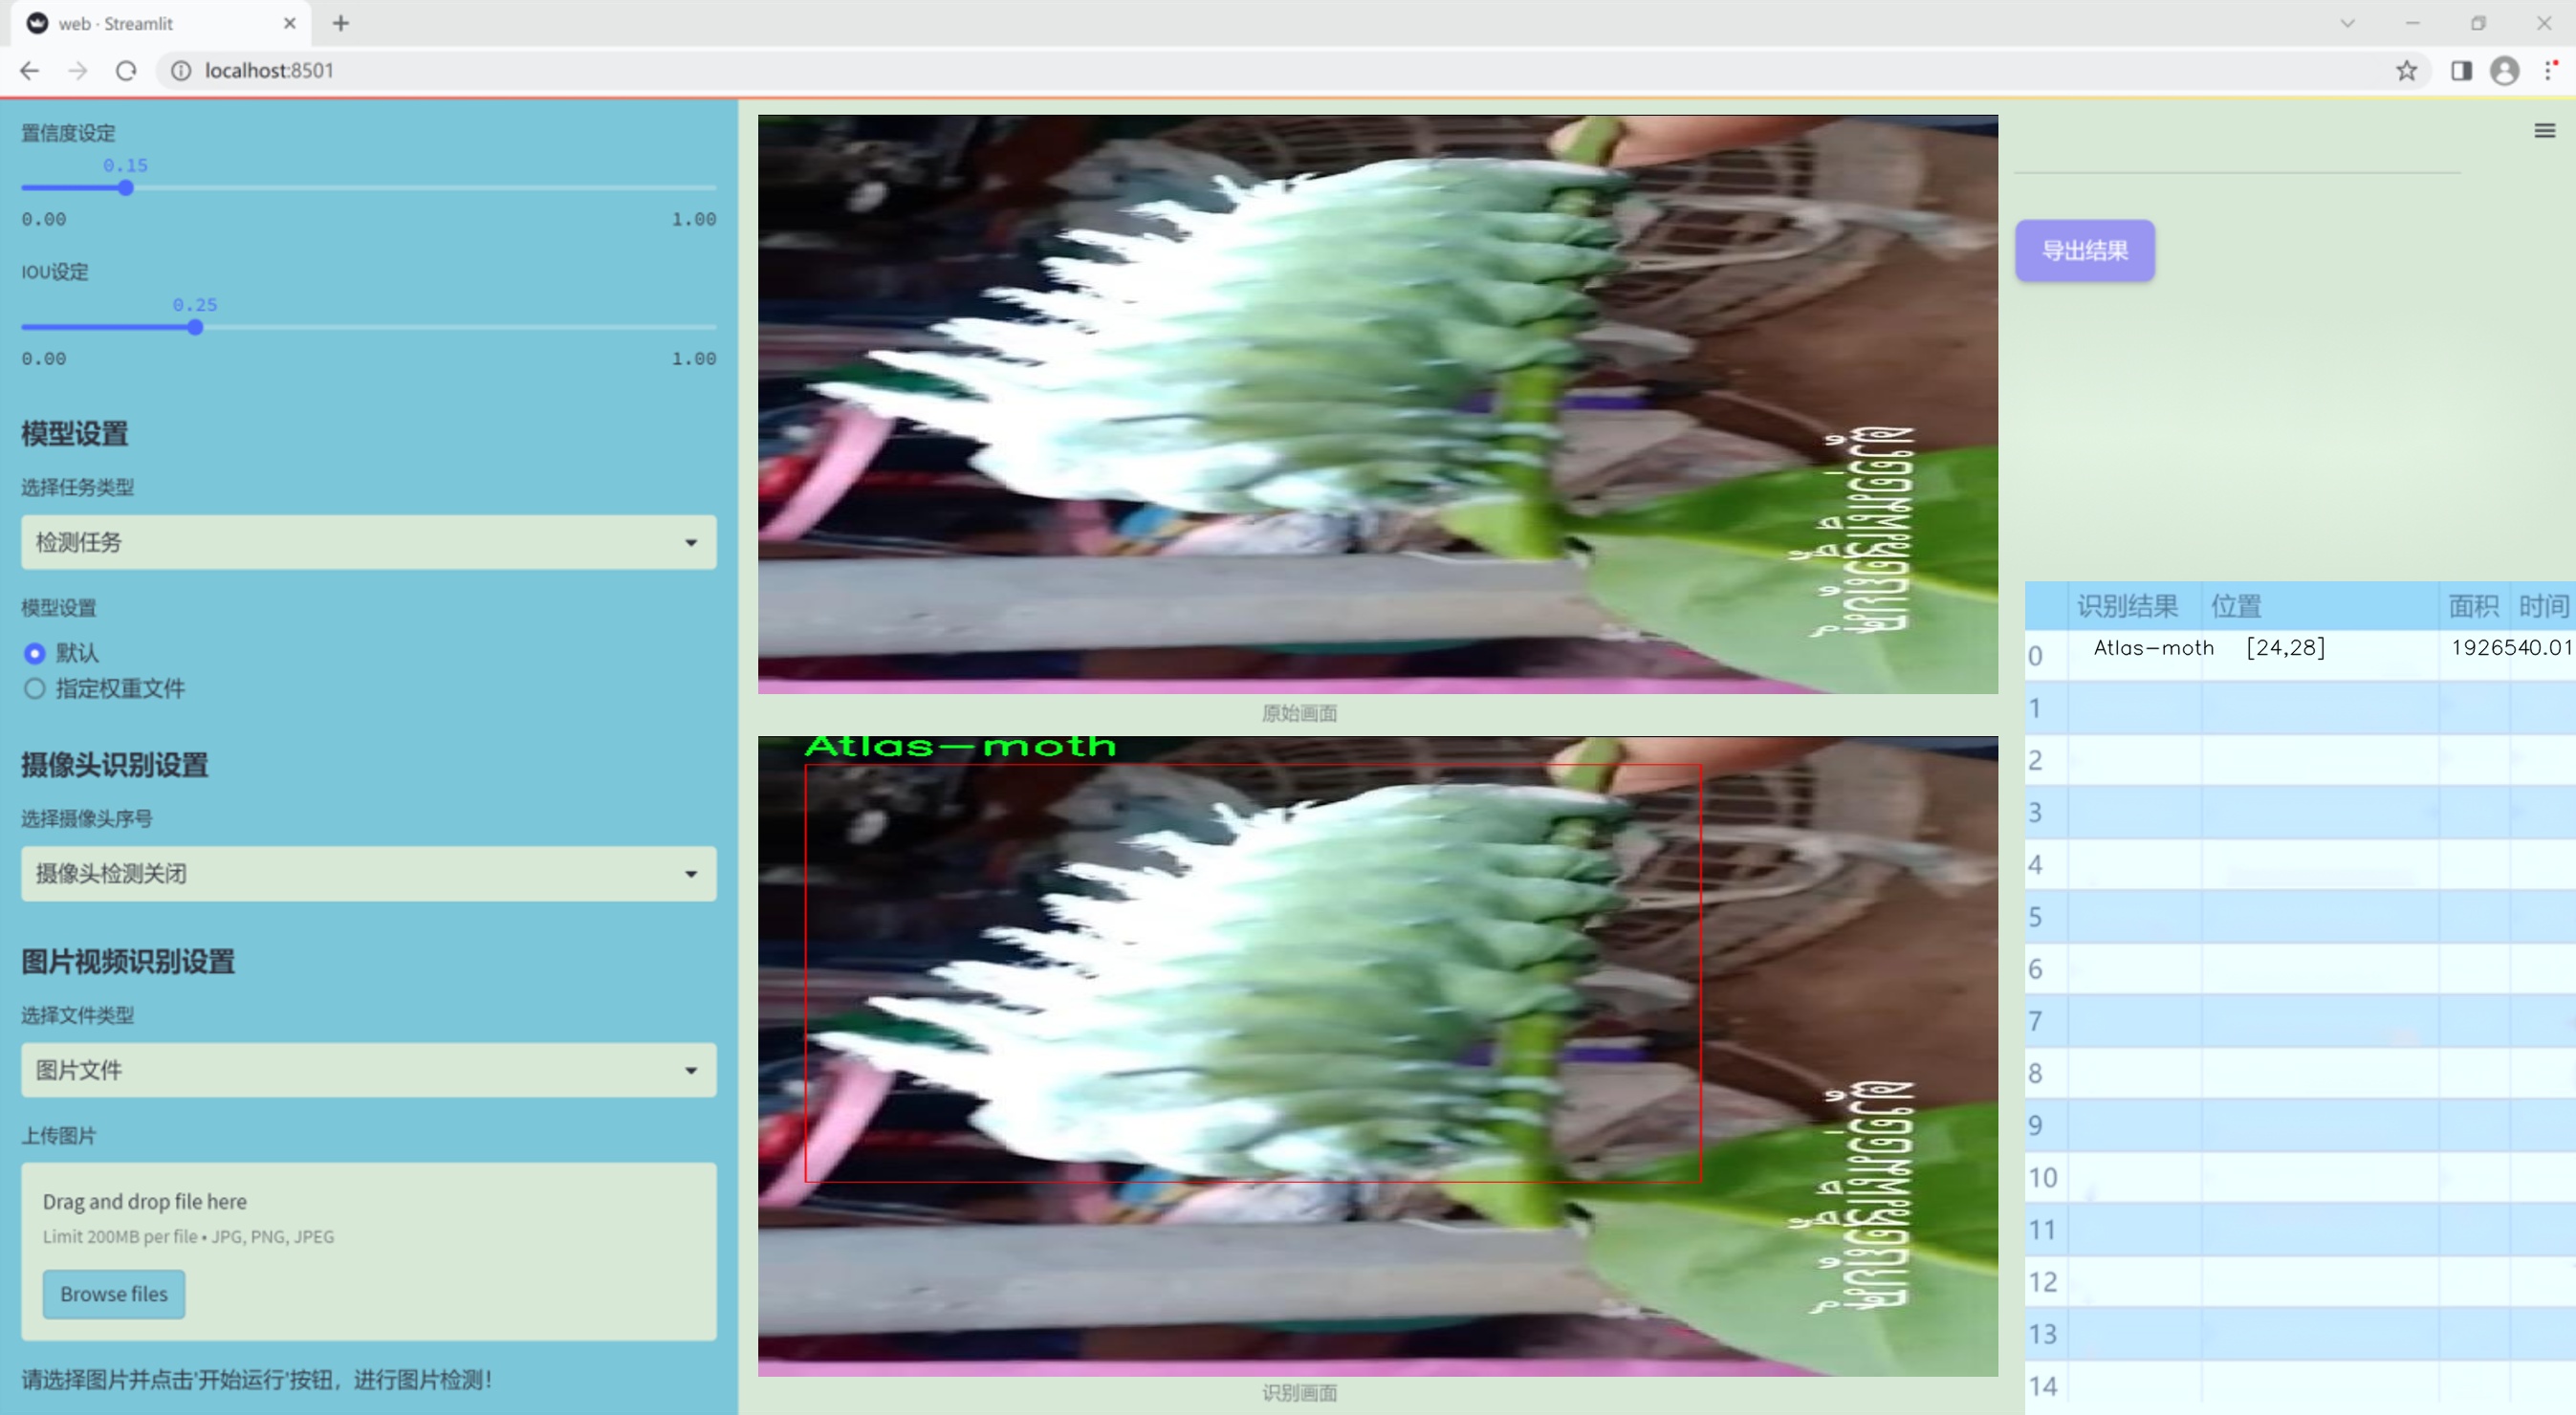 web · Streamlit
localhost:8501
置信度设定
0.15
0.00 1.00
IOU设定
0.25
0.00 1.00
模型设置
选择任务类型
检测任务
模型设置
默认
指定权重文件
摄像头识别设置
选择摄像头序号
摄像头检测关闭
图片视频识别设置
选择文件类型
图片文件
上传图片
Drag and drop file here
Limit 200MB per file • JPG, PNG, JPEG
Browse files
请选择图片并点击'开始运行'按钮，进行图片检测！
原始画面
Atlas-moth
识别画面
导出结果
识别结果 位置 面积 时间
0 Atlas-moth [24,28] 1926540.01
1
2
3
4
5
6
7
8
9
10
11
12
13
14